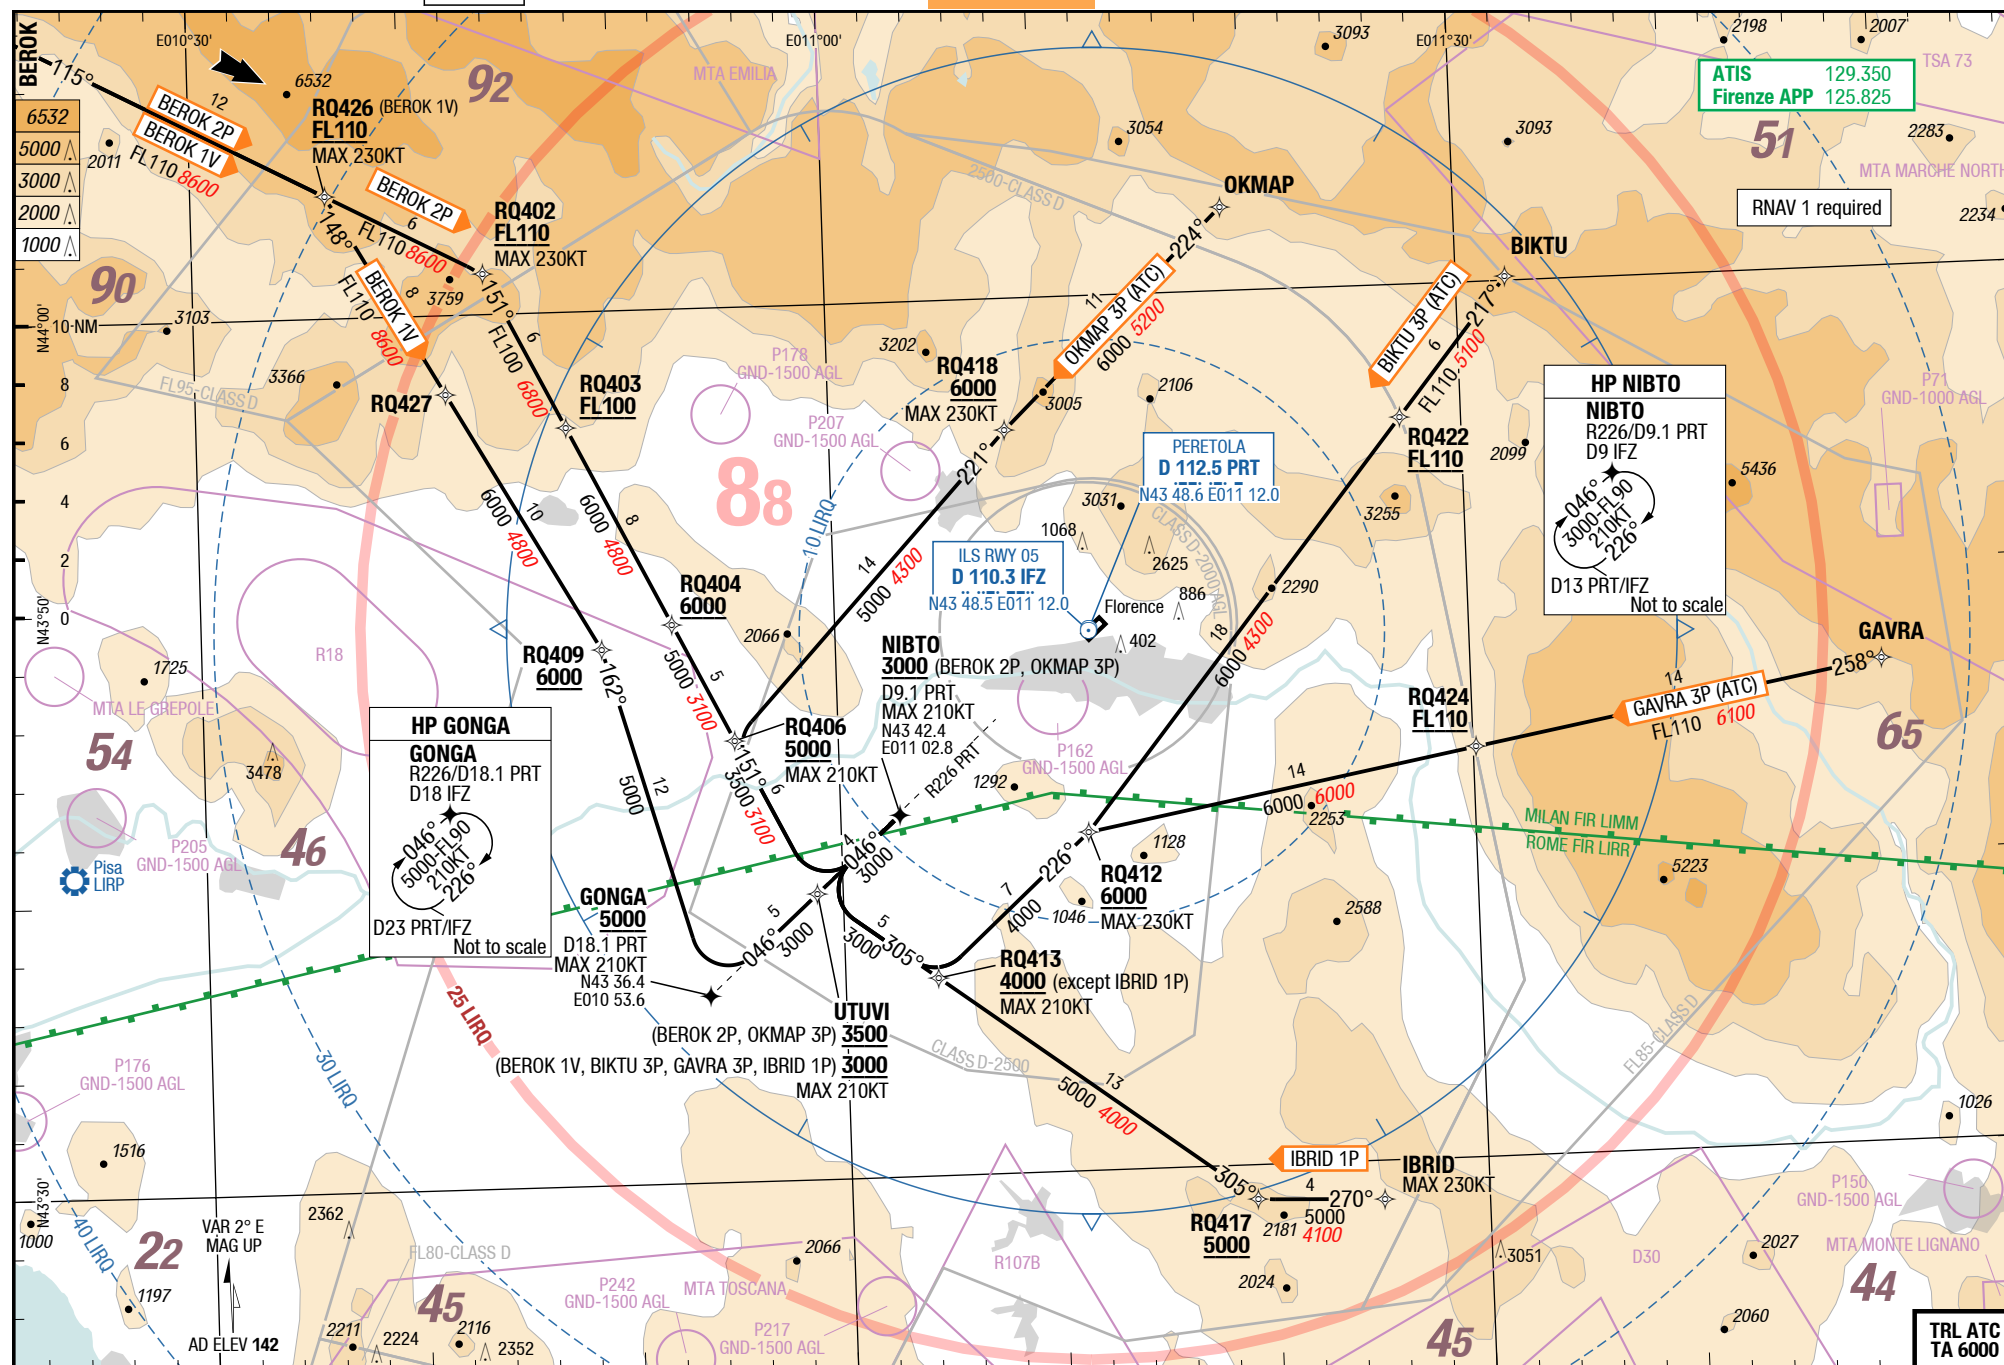 BEROK
115°
12
BEROK 2P
BEROK 1V
FL110 8600
E010°30'
6532
92
RQ426 (BEROK 1V)
FL110
MAX 230KT
MTA EMILIA
E011°00'
3093
E011°30'
2198
2007
TSA 73
ATIS 129.350
Firenze APP 125.825
51
2283
MTA MARCHE NORTH
RNAV 1 required
2234
6532
5000
3000
2000
1000
2011
90
3103
N44°00'
10-NM
8
6
4
2
0
N43°50'
FL95-CLASS D
3366
148°
BEROK 2P
6
FL110 8600
3759
RQ402
FL110
MAX 230KT
8
BEROK 1V
FL110
8600
151°
6
FL100
6800
RQ403
FL100
RQ427
3054
3093
2500-CLASS D
OKMAP
224°
11
OKMAP 3P (ATC)
6000 5200
BIKTU
217°
BIKTU 3P (ATC)
6
FL110 5100
P178
GND-1500 AGL
3202
RQ418
6000
MAX 230KT
3005
2106
P207
GND-1500 AGL
88
221°
10 LIRQ
14
5000 4300
PERETOLA
D 112.5 PRT
N43 48.6 E011 12.0
3031
1068
2625
CLASS D-2000 AGL
ILS RWY 05
D 110.3 IFZ
N43 48.5 E011 12.0
Florence
886
402
2290
RQ422
FL110
2099
3255
18
6000 4300
HP NIBTO
NIBTO
R226/D9.1 PRT
D9 IFZ
046°
3000-FL90
210KT
226°
D13 PRT/IFZ
Not to scale
P71
GND-1000 AGL
5436
GAVRA
258°
14
GAVRA 3P (ATC)
FL110 6100
65
RQ424
FL110
14
6000 6000
2253
10
6000 4800
8
6000 4800
RQ404
6000
RQ409
6000
162°
5
5000 3100
2066
RQ406
5000
MAX 210KT
151°
6
3500
3100
12
5000
NIBTO
3000 (BEROK 2P, OKMAP 3P)
D9.1 PRT
MAX 210KT
N43 42.4
E011 02.8
R226 PRT
P162
GND-1500 AGL
1292
1725
MTA LE GREPOLE
R18
54
3478
P205
GND-1500 AGL
Pisa
LIRP
46
HP GONGA
GONGA
R226/D18.1 PRT
D18 IFZ
046°
5000-FL90
210KT
226°
D23 PRT/IFZ
Not to scale
GONGA
5000
D18.1 PRT
MAX 210KT
N43 36.4
E010 53.6
046°
5
3000
4
046°
3000
5
3000
305°
226°
7
4000
1128
1046
RQ412
6000
MAX 230KT
MILAN FIR LIMM
ROME FIR LIRR
5223
2588
RQ413
4000 (except IBRID 1P)
MAX 210KT
UTUVI
(BEROK 2P, OKMAP 3P) 3500
(BEROK 1V, BIKTU 3P, GAVRA 3P, IBRID 1P) 3000
MAX 210KT
CLASS D-2500
13
5000 4000
FL85-CLASS D
25 LIRQ
30 LIRQ
40 LIRQ
P176
GND-1500 AGL
1516
N43°30'
1000
22
VAR 2° E
MAG UP
1197
AD ELEV 142
2362
FL80-CLASS D
45
2211
2224
2116
2352
P242
GND-1500 AGL
MTA TOSCANA
2066
P217
GND-1500 AGL
R107B
305°
IBRID 1P
IBRID
MAX 230KT
4
270°
5000
4100
RQ417
5000
2181
2024
3051
D30
45
1026
P150
GND-1500 AGL
2027
MTA MONTE LIGNANO
44
2060
TRL ATC
TA 6000